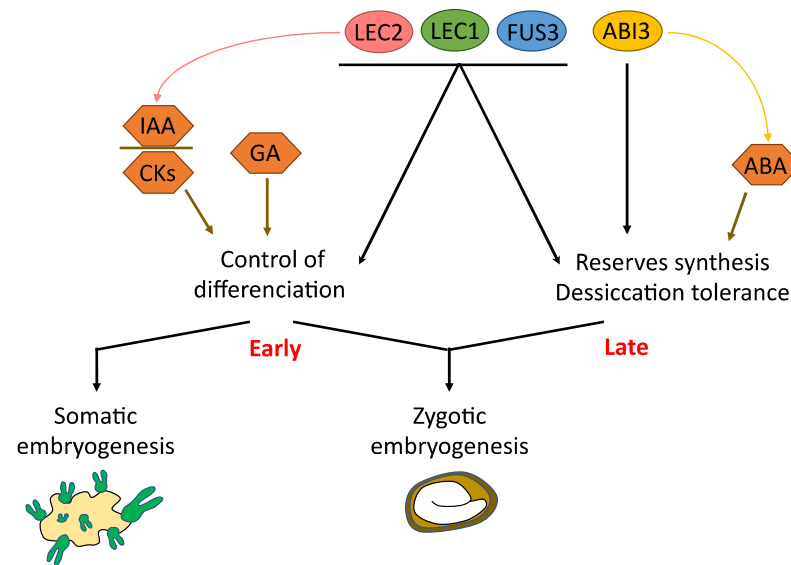 LEC2
LEC1
FUS3
ABI3
IAA
CKs
GA
ABA
Control of
differenciation
Reserves synthesis
Dessiccation tolerance
Early
Late
Somatic
embryogenesis
Zygotic
embryogenesis